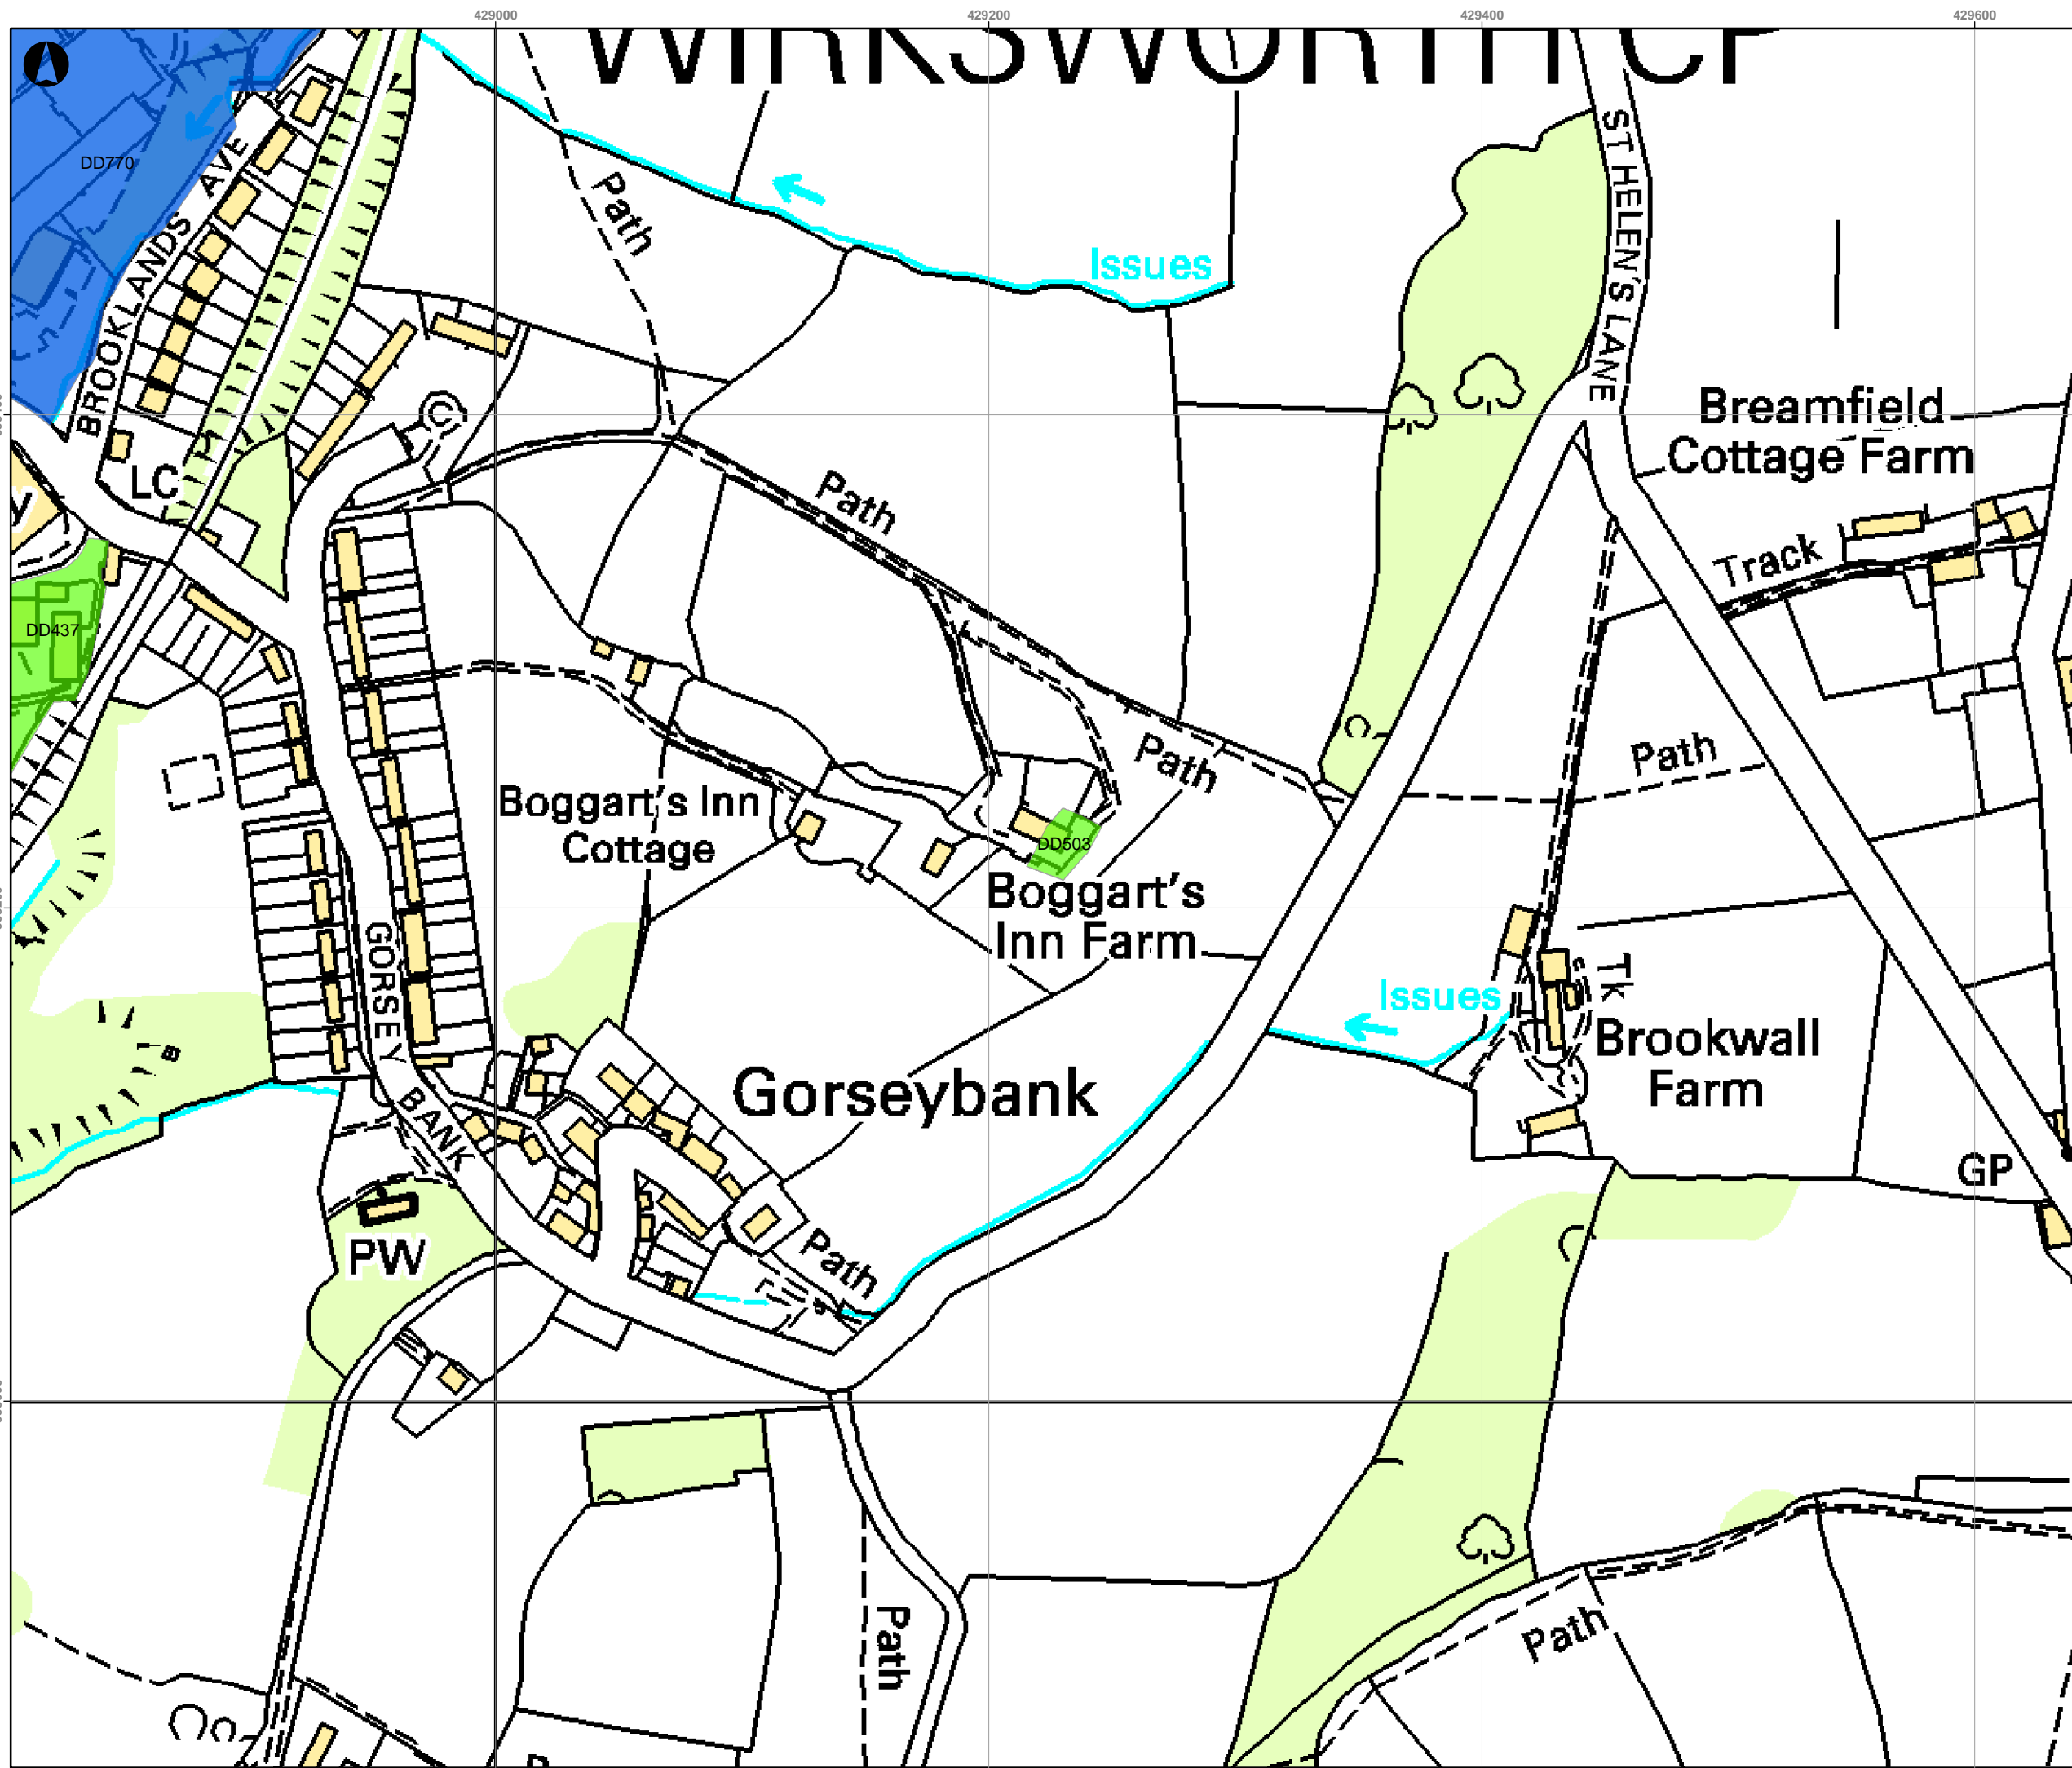 429000
429200
429400
429600
WIRKSWORTH CP
DD770
BROOKLANDS AVE
Path
Issues
ST HELEN'S LANE
Breamfield
Cottage Farm
LC
y
Path
Track
DD437
Path
Path
Boggart's Inn
Cottage
DD503
Boggart's
Inn Farm
GORSEY BANK
Issues
Tk
Brookwall
Farm
Gorseybank
GP
PW
Path
Path
Path